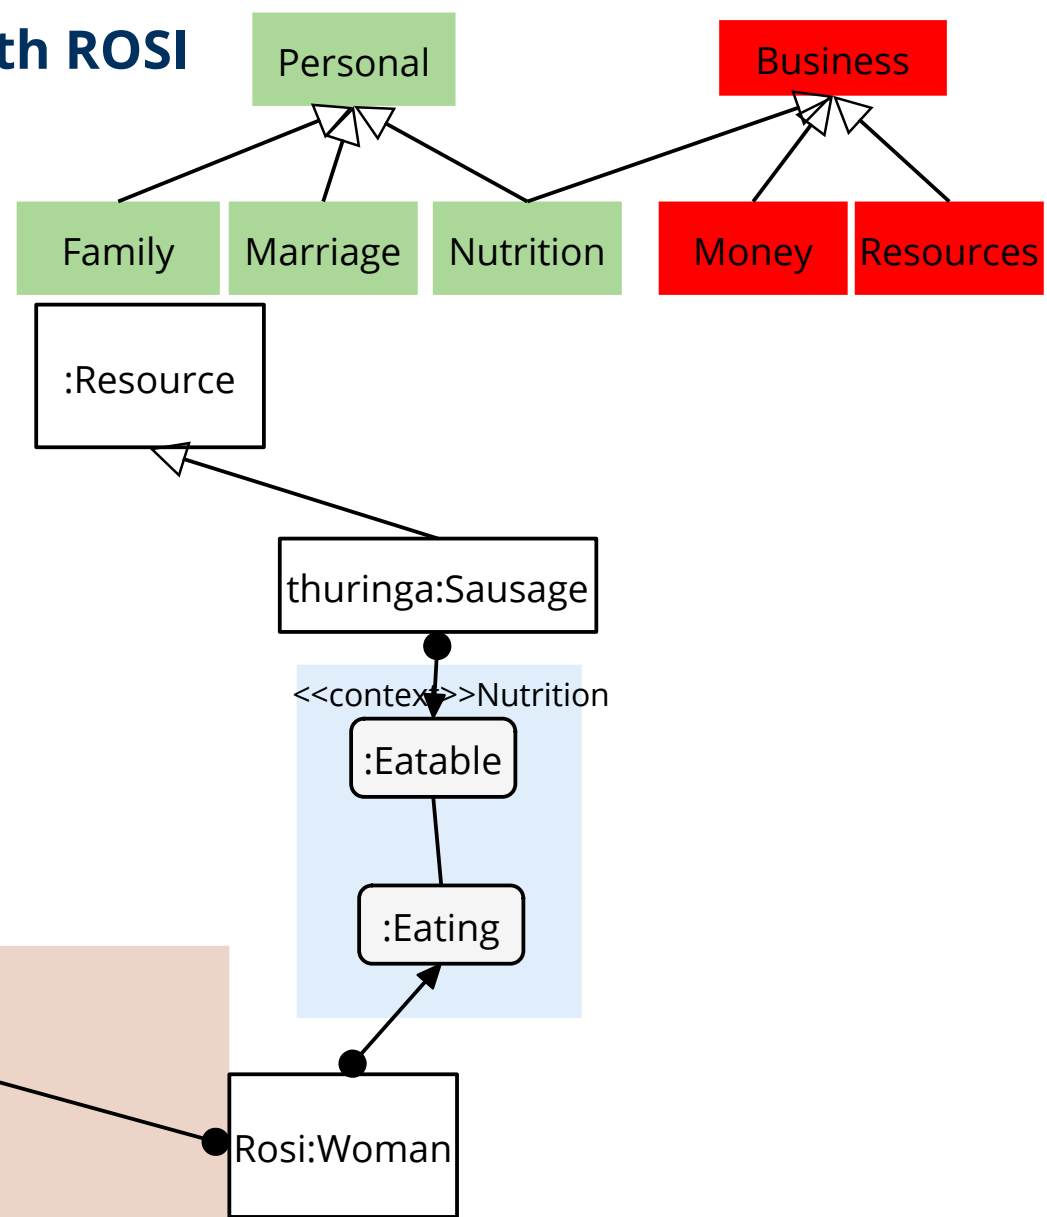 th ROSI
Personal
Business
Family
Marriage
Nutrition
Money
Resources
:Resource
thuringa:Sausage
<<context>>Nutrition
:Eatable
:Eating
Rosi:Woman